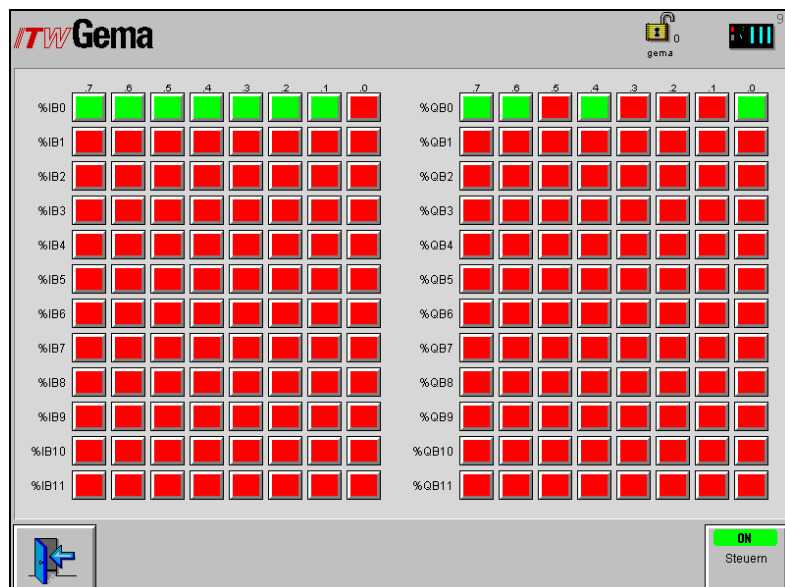 ITWGema
0
gema
9
.7 .6 .5 .4 .3 .2 .1 .0
.7 .6 .5 .4 .3 .2 .1 .0
%IB0 %QB0
%IB1 %QB1
%IB2 %QB2
%IB3 %QB3
%IB4 %QB4
%IB5 %QB5
%IB6 %QB6
%IB7 %QB7
%IB8 %QB8
%IB9 %QB9
%IB10 %QB10
%IB11 %QB11
ON
Steuern